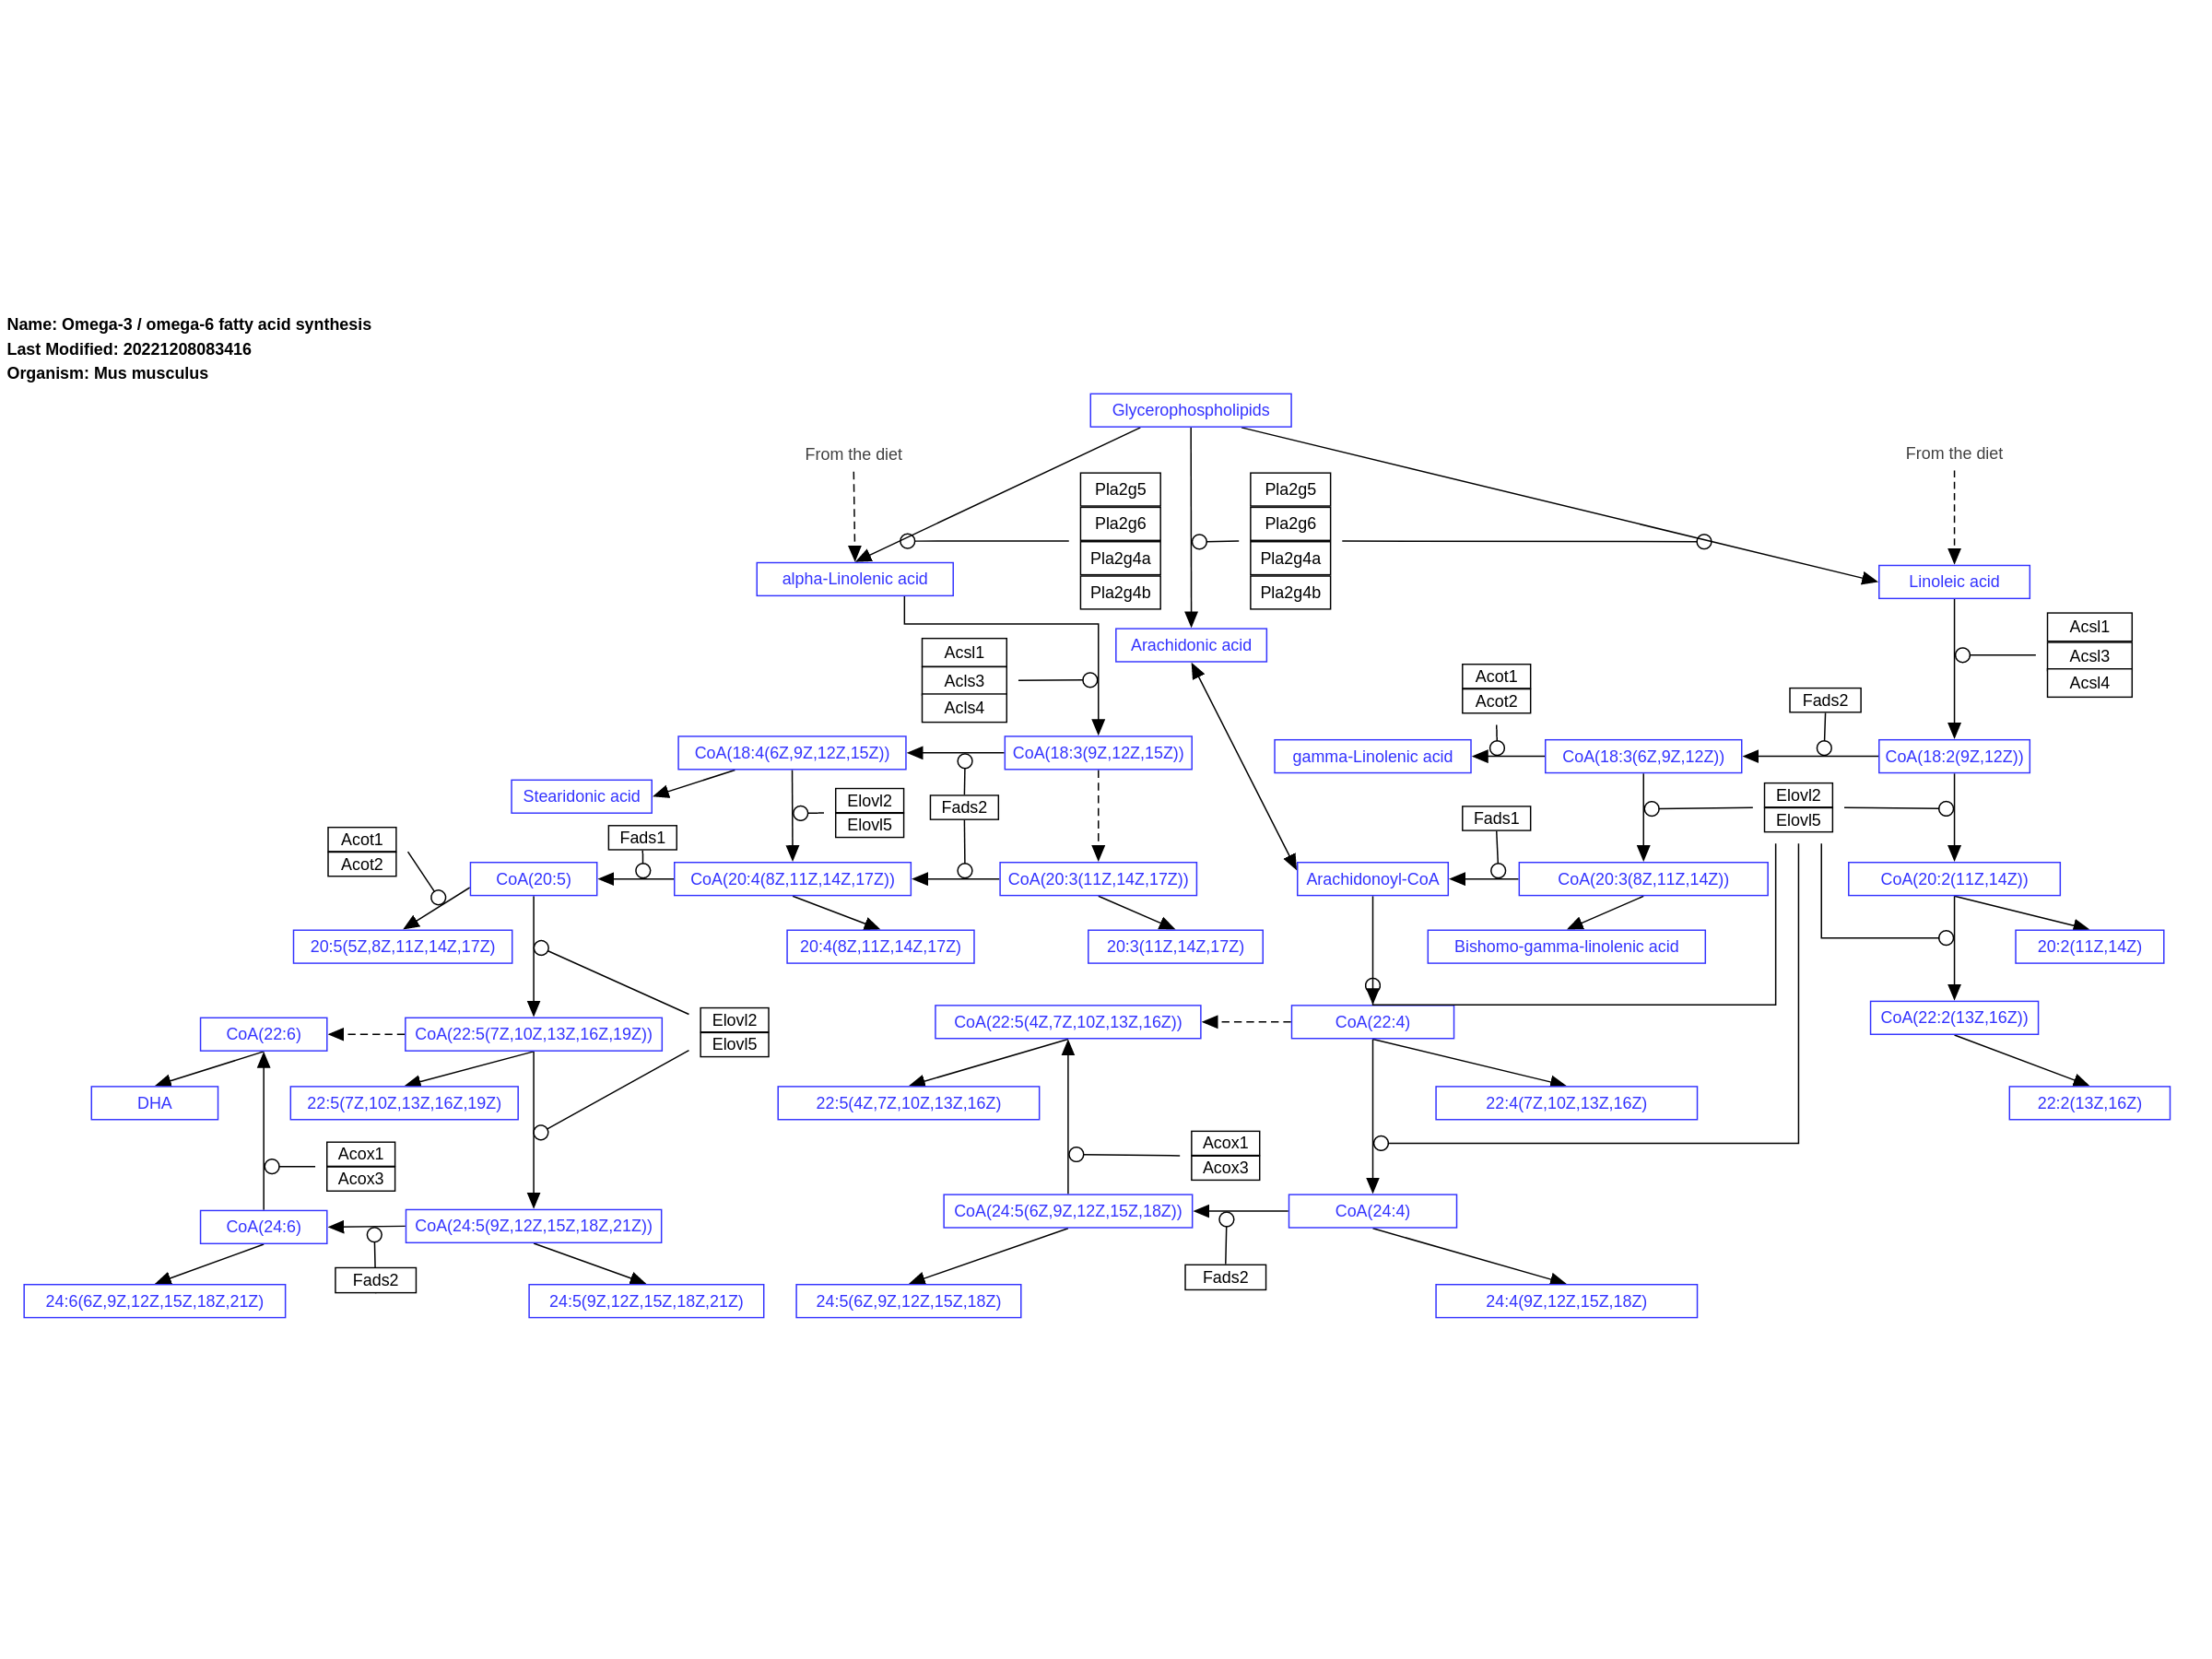 Name: Omega-3 / omega-6 fatty acid synthesis
Last Modified: 20221208083416
Organism: Mus musculus
Glycerophospholipids
From the diet
From the diet
Pla2g5
Pla2g6
Pla2g4a
Pla2g4b
Pla2g5
Pla2g6
Pla2g4a
Pla2g4b
alpha-Linolenic acid
Linoleic acid
Arachidonic acid
Acsl1
Acls3
Acls4
Acsl1
Acsl3
Acsl4
Acot1
Acot2
Fads2
CoA(18:4(6Z,9Z,12Z,15Z))
CoA(18:3(9Z,12Z,15Z))
gamma-Linolenic acid
CoA(18:3(6Z,9Z,12Z))
CoA(18:2(9Z,12Z))
Stearidonic acid
Elovl2
Elovl5
Fads2
Elovl2
Elovl5
Acot1
Acot2
Fads1
Fads1
CoA(20:5)
CoA(20:4(8Z,11Z,14Z,17Z))
CoA(20:3(11Z,14Z,17Z))
Arachidonoyl-CoA
CoA(20:3(8Z,11Z,14Z))
CoA(20:2(11Z,14Z))
20:5(5Z,8Z,11Z,14Z,17Z)
20:4(8Z,11Z,14Z,17Z)
20:3(11Z,14Z,17Z)
Bishomo-gamma-linolenic acid
20:2(11Z,14Z)
CoA(22:6)
CoA(22:5(7Z,10Z,13Z,16Z,19Z))
Elovl2
Elovl5
CoA(22:5(4Z,7Z,10Z,13Z,16Z))
CoA(22:4)
CoA(22:2(13Z,16Z))
DHA
22:5(7Z,10Z,13Z,16Z,19Z)
22:5(4Z,7Z,10Z,13Z,16Z)
22:4(7Z,10Z,13Z,16Z)
22:2(13Z,16Z)
Acox1
Acox3
Acox1
Acox3
CoA(24:6)
CoA(24:5(9Z,12Z,15Z,18Z,21Z))
CoA(24:5(6Z,9Z,12Z,15Z,18Z))
CoA(24:4)
Fads2
Fads2
24:6(6Z,9Z,12Z,15Z,18Z,21Z)
24:5(9Z,12Z,15Z,18Z,21Z)
24:5(6Z,9Z,12Z,15Z,18Z)
24:4(9Z,12Z,15Z,18Z)